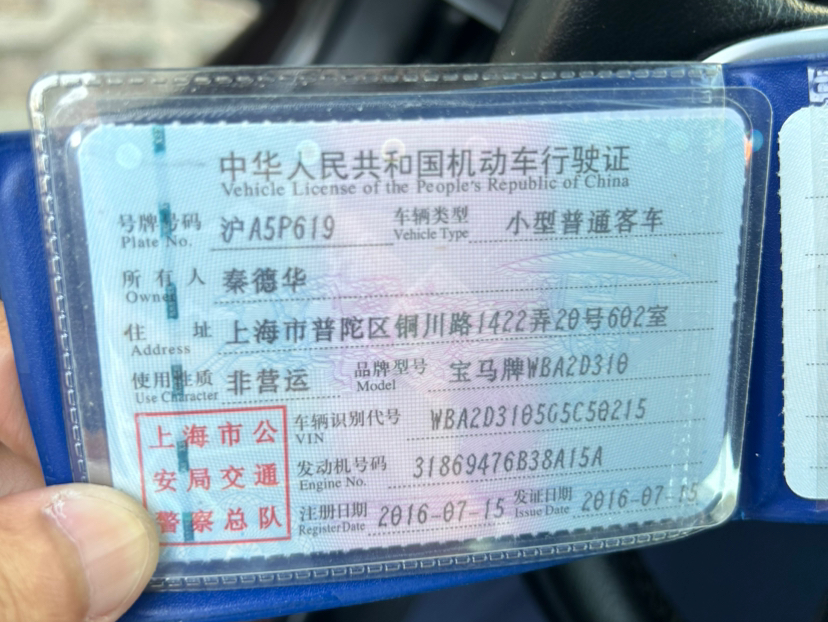 中华人民共和国机动车行驶证
Vehicle License of the People's Republic of China
号牌号码 沪A5P619 车辆类型 小型普通客车
Plate No. Vehicle Type
所有人 秦德华
Owner
住址 上海市普陀区铜川路1422弄20号602室
Address
使用性质 非营运 品牌型号 宝马牌WBA2D310
Use Character Model
上海市公
安局交通
警察总队
车辆识别代号 WBA2D3105G5C50215
VIN
发动机号码 31869476B38A15A
Engine No.
注册日期 2016-07-15 发证日期 2016-07-15
Register Date Issue Date